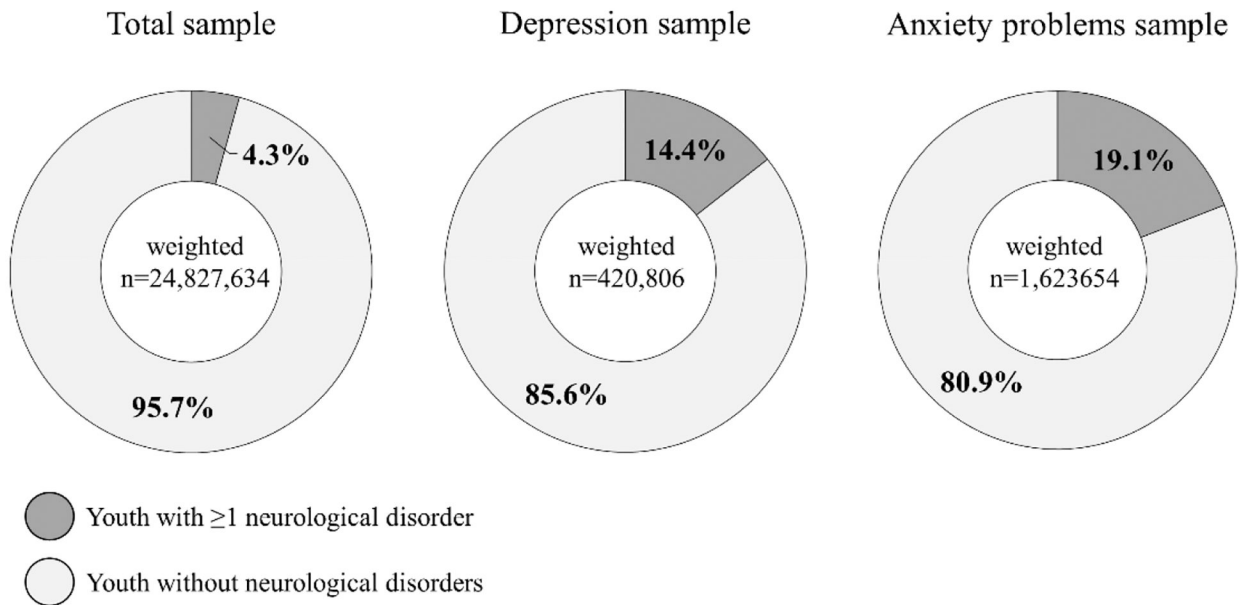 Total sample
Depression sample
Anxiety problems sample
4.3%
weighted
n=24,827,634
95.7%
14.4%
weighted
n=420,806
85.6%
19.1%
weighted
n=1,623654
80.9%
Youth with ≥1 neurological disorder
Youth without neurological disorders